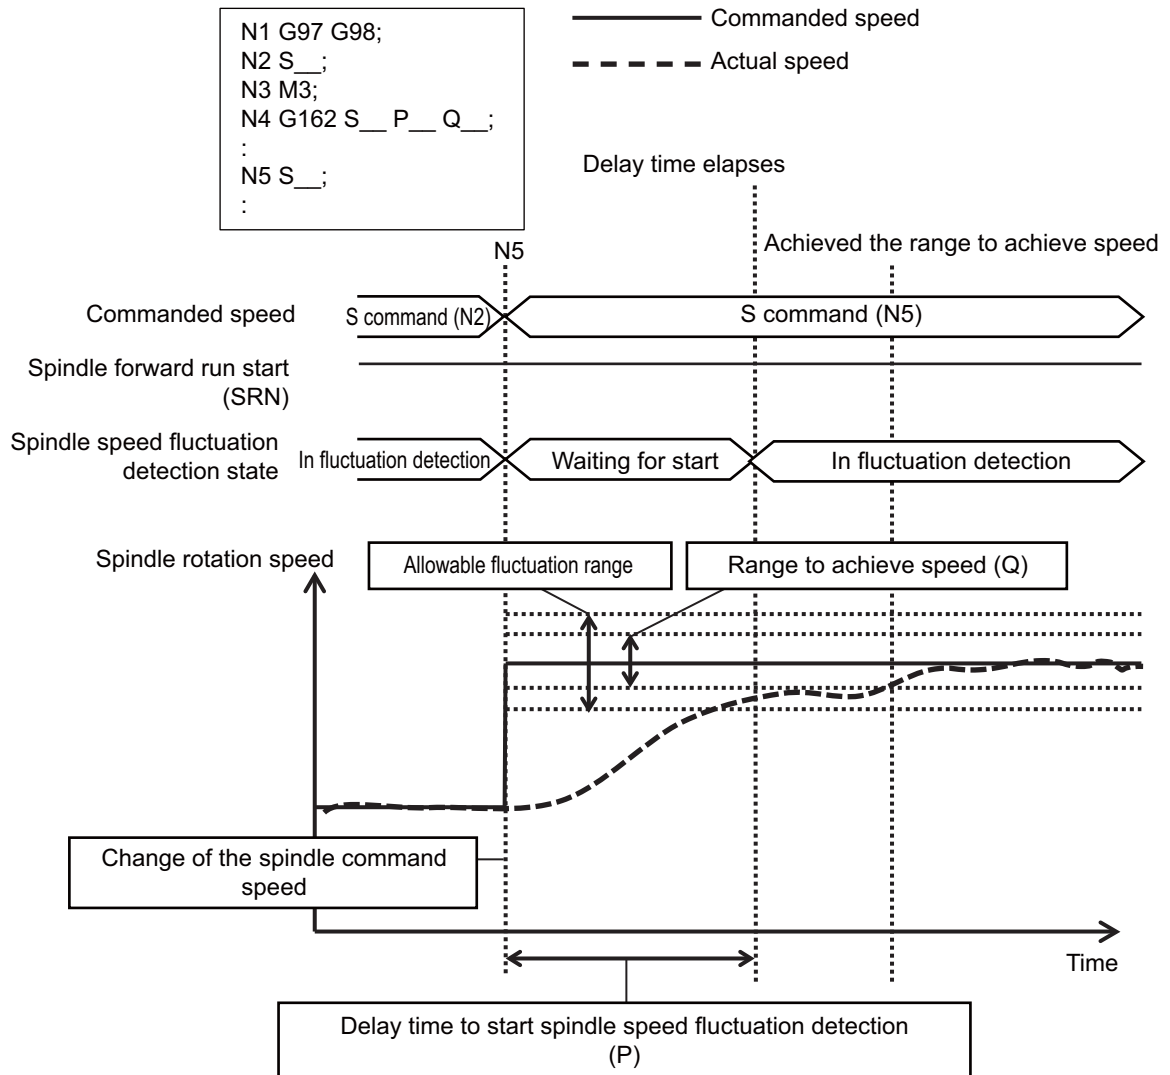 N1 G97 G98;
N2 S__;
N3 M3;
N4 G162 S__ P__ Q__;
:
N5 S__;
:
Commanded speed
Actual speed
Delay time elapses
N5
Achieved the range to achieve speed
Commanded speed
S command (N2)
S command (N5)
Spindle forward run start
(SRN)
Spindle speed fluctuation
detection state
In fluctuation detection
Waiting for start
In fluctuation detection
Spindle rotation speed
Allowable fluctuation range
Range to achieve speed (Q)
Change of the spindle command
speed
Time
Delay time to start spindle speed fluctuation detection
(P)